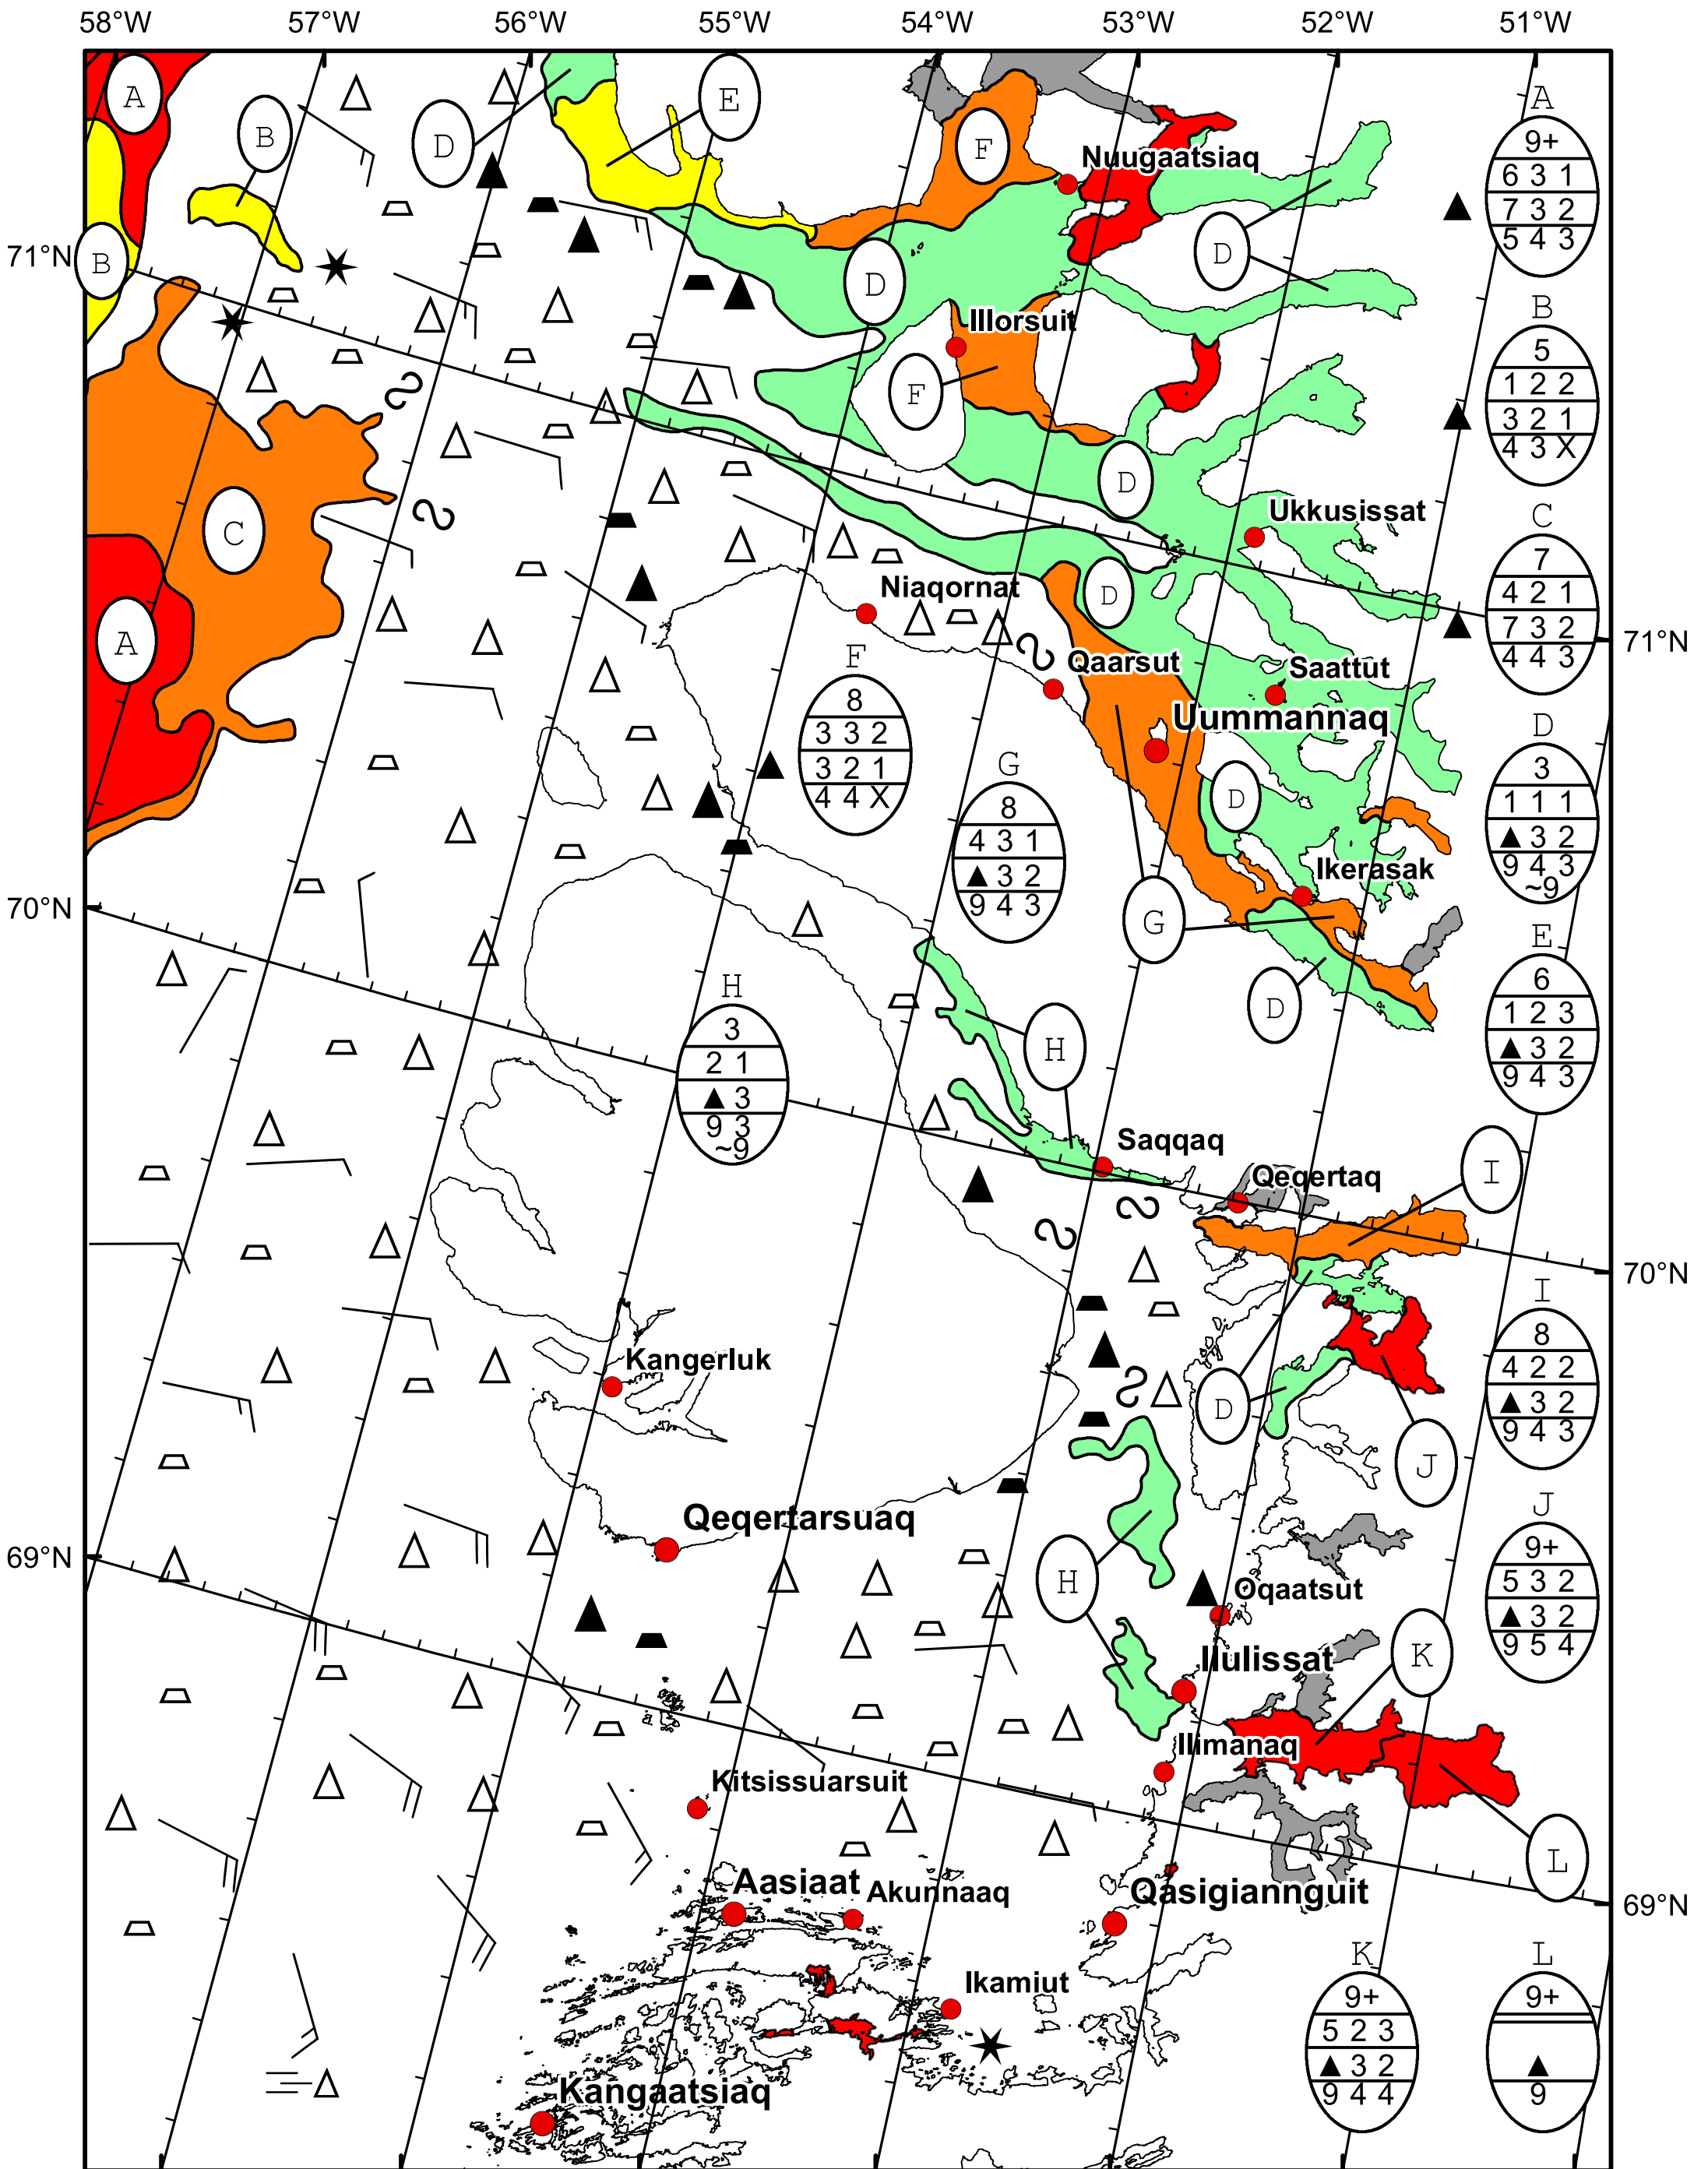 58°W 57°W 56°W 55°W 54°W 53°W 52°W 51°W
A
E
B
D
F
Nuugaatsiaq
A
9+
6 3 1
7 3 2
5 4 3
71°N
B
D
D
Illorsuit
F
B
5
1 2 2
3 2 1
4 3 X
D
C
Ukkusissat
C
7
4 2 1
7 3 2
4 4 3
Niaqornat
D
A
71°N
Qaarsut
Saattut
Uummannaq
F
8
3 3 2
3 2 1
4 4 X
D
3
1 1 1
▲ 3 2
9 4 3
~9
G
8
4 3 1
▲ 3 2
9 4 3
D
Ikerasak
70°N
G
D
E
6
1 2 3
▲ 3 2
9 4 3
H
3
2 1
▲ 3
9 3
~9
H
Saqqaq
Qeqertaq
I
70°N
I
8
4 2 2
▲ 3 2
9 4 3
Kangerluk
D
J
J
9+
5 3 2
▲ 3 2
9 5 4
Qeqertarsuaq
69°N
H
Oqaatsut
Ilulissat
K
Ilimanaq
Kitsissuarsuit
L
Aasiaat
Akunnaaq
Qasigiannguit
69°N
Ikamiut
K
9+
5 2 3
▲ 3 2
9 4 4
L
9+
▲
9
Kangaatsiaq